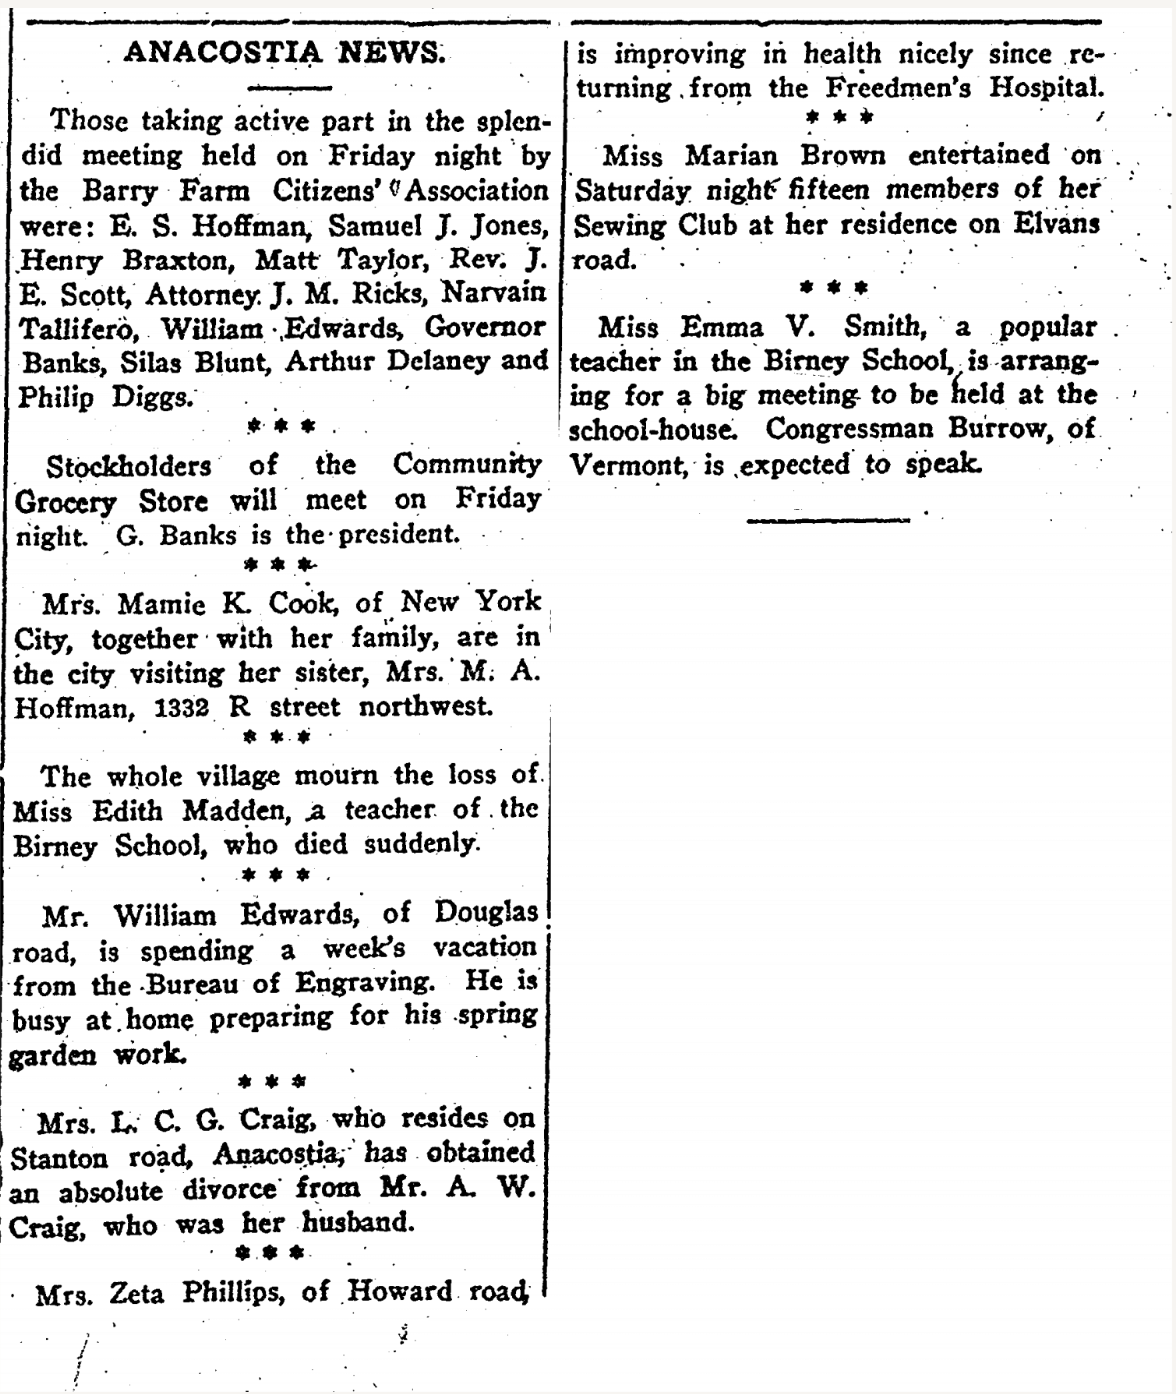 ANACOSTIA NEWS.
Those taking active part in the splen-
did meeting held on Friday night by
the Barry Farm Citizens' Association
were: E. S. Hoffman, Samuel J. Jones,
Henry Braxton, Matt Taylor, Rev. J.
E. Scott, Attorney J. M. Ricks, Narvain
Tallifero, William Edwards, Governor
Banks, Silas Blunt, Arthur Delaney and
Philip Diggs.
* * *
Stockholders of the Community
Grocery Store will meet on Friday
night. G. Banks is the president.
* * *
Mrs. Mamie K. Cook, of New York
City, together with her family, are in
the city visiting her sister, Mrs. M. A.
Hoffman, 1332 R street northwest.
* * *
The whole village mourn the loss of
Miss Edith Madden, a teacher of the
Birney School, who died suddenly.
* * *
Mr. William Edwards, of Douglas
road, is spending a week's vacation
from the Bureau of Engraving. He is
busy at home preparing for his spring
garden work.
* * *
Mrs. L. C. G. Craig, who resides on
Stanton road, Anacostia, has obtained
an absolute divorce from Mr. A. W.
Craig, who was her husband.
* * *
Mrs. Zeta Phillips, of Howard road,
is improving in health nicely since re-
turning from the Freedmen's Hospital.
* * *
Miss Marian Brown entertained on
Saturday night fifteen members of her
Sewing Club at her residence on Elvans
road.
* * *
Miss Emma V. Smith, a popular
teacher in the Birney School, is arrang-
ing for a big meeting to be held at the
school-house. Congressman Burrow, of
Vermont, is expected to speak.